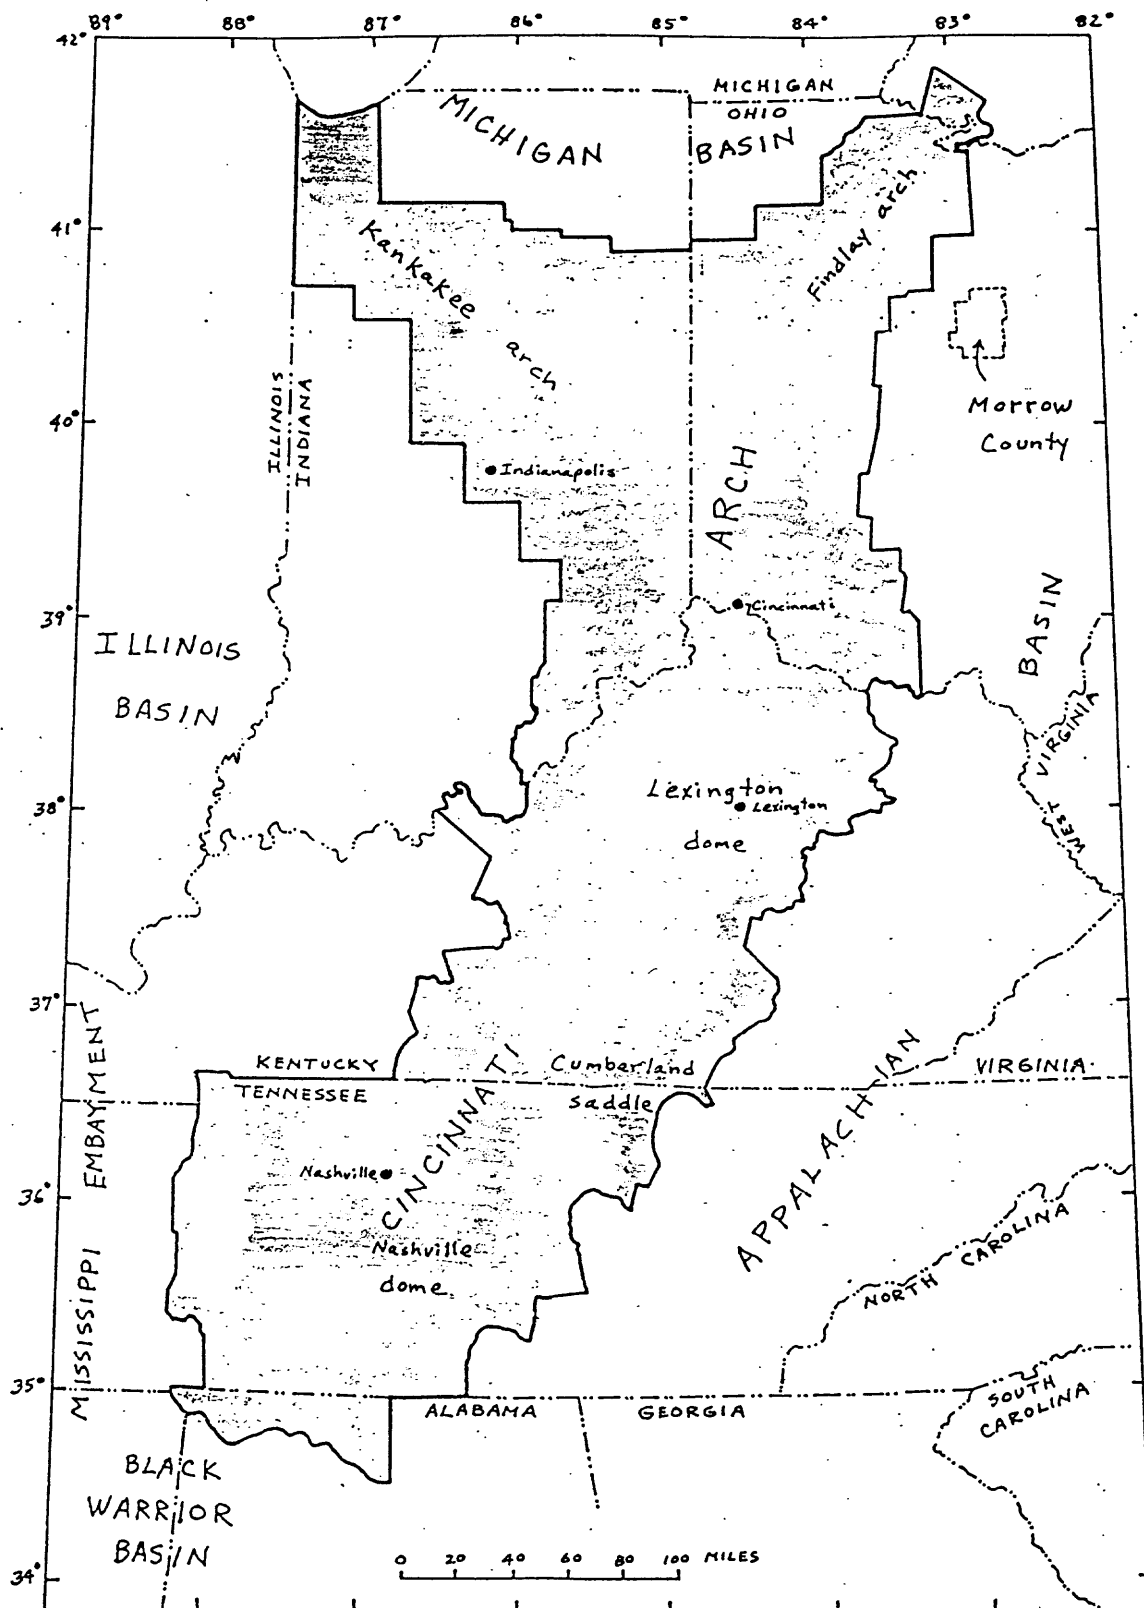 89° 88° 87° 86° 85° 84° 83° 82°
42°
MICHIGAN
OHIO
MICHIGAN
BASIN
41°
Kankakee
arch
Findlay arch
Morrow
County
40°
ILLINOIS
INDIANA
Indianapolis
ARCH
Cincinnati
39°
ILLINOIS
BASIN
BASIN
WEST VIRGINIA
38°
Lexington
Lexington
dome
37°
KENTUCKY
TENNESSEE
Cumberland
saddle
VIRGINIA
MISSISSIPPI EMBAYMENT
CINCINNATI
APPALACHIAN
Nashville
36°
Nashville
dome
NORTH CAROLINA
35°
ALABAMA
GEORGIA
SOUTH
CAROLINA
BLACK
WARRIOR
BASIN
34°
0 20 40 60 80 100 MILES